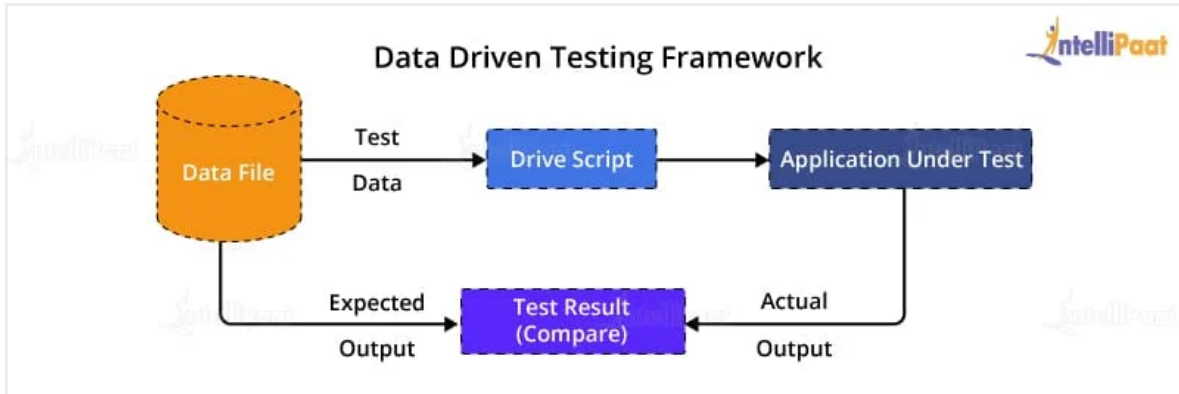 Data Driven Testing Framework
IntelliPaat
Data File
Test
Data
Drive Script
Application Under Test
Expected
Output
Test Result
(Compare)
Actual
Output